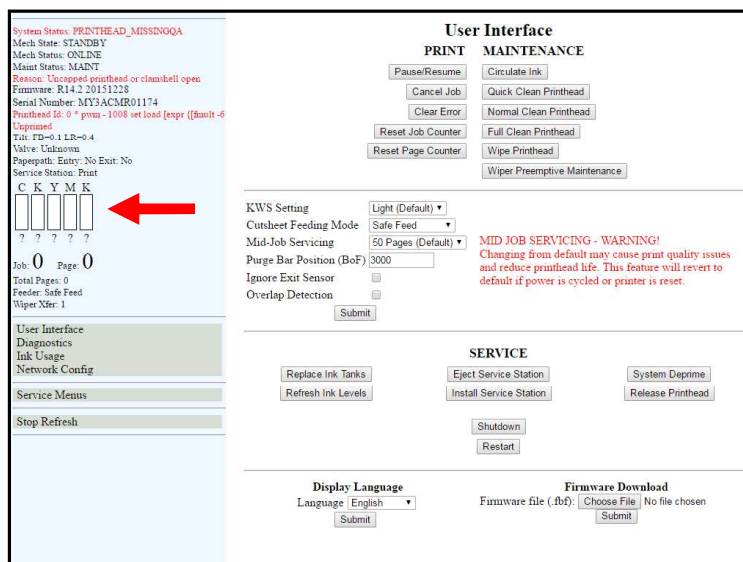 System Status: PRINTHEAD_MISSINGQA
Mech State: STANDBY
Mech Status: ONLINE
Maint Status: MAINT
Reason: Uncapped printhead or clamshell open
Firmware: R14.2 20151228
Serial Number: MY3ACMR01174
Printhead Id: 0 * pwm - 1008 set load [expr ([fmult -6
Unprimed
Tilt: FB=0.1 LR=0.4
Valve: Unknown
Paperpath: Entry: No Exit: No
Service Station: Print
C K Y M K
? ? ? ? ?
Job: 0 Page: 0
Total Pages: 0
Feeder: Safe Feed
Wiper Xfer: 1
User Interface
Diagnostics
Ink Usage
Network Config
Service Menus
Stop Refresh
User Interface
PRINT MAINTENANCE
Pause/Resume Circulate Ink
Cancel Job Quick Clean Printhead
Clear Error Normal Clean Printhead
Reset Job Counter Full Clean Printhead
Reset Page Counter Wipe Printhead
Wiper Preemptive Maintenance
KWS Setting Light (Default)
Cutsheet Feeding Mode Safe Feed
Mid-Job Servicing 50 Pages (Default) MID JOB SERVICING - WARNING!
Purge Bar Position (BoF) 3000 Changing from default may cause print quality issues
Ignore Exit Sensor and reduce printhead life. This feature will revert to
Overlap Detection default if power is cycled or printer is reset.
Submit
SERVICE
Replace Ink Tanks Eject Service Station System Deprime
Refresh Ink Levels Install Service Station Release Printhead
Shutdown
Restart
Display Language Firmware Download
Language English Firmware file (.fbf): Choose File No file chosen
Submit Submit